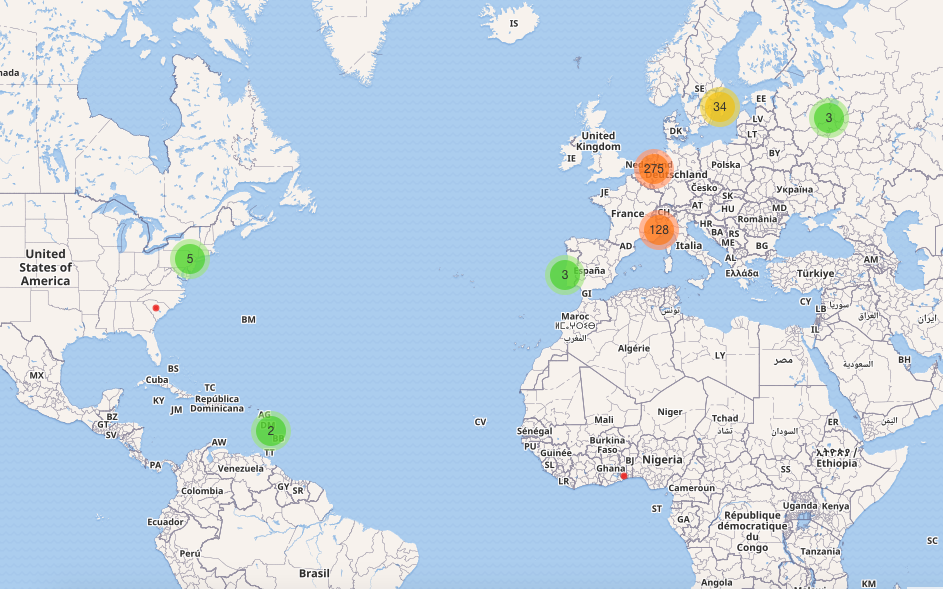 IS
nada
SE
34
EE
3
LV
DK
LT
United
Kingdom
IE
BY
275
Deutschland
Polska
JE
Česko
SK
Україна
AT
HU
MD
France
CH
România
HR
128
BA
RS
ME
AD
Italia
BG
AL
United
States of
America
5
3
España
Ελλάδα
Türkiye
AM
GI
CY
LB
سوريا
العراق
ایران
IL
Maroc
ⵍⵎⵖⵔⵉⴱ
المغرب
تونس
BM
Algérie
LY
مصر
السعودية
BH
MX
BS
Cuba
TC
KY
República
Dominicana
JM
BZ
GT
SV
AG
DM
2
BB
TT
CV
Mali
Niger
Tchad
تشاد
السودان
ER
اليمن
Sénégal
Burkina
Faso
Guinée
SL
LR
Ghana
BJ
Nigeria
ኢትዮጵያ /
Ethiopia
AW
PA
Venezuela
GY
SR
Colombia
Cameroun
SS
ST
GA
Uganda
Kenya
Ecuador
République
démocratique
du
Congo
SC
Perú
Tanzania
Brasil
Angola
KM